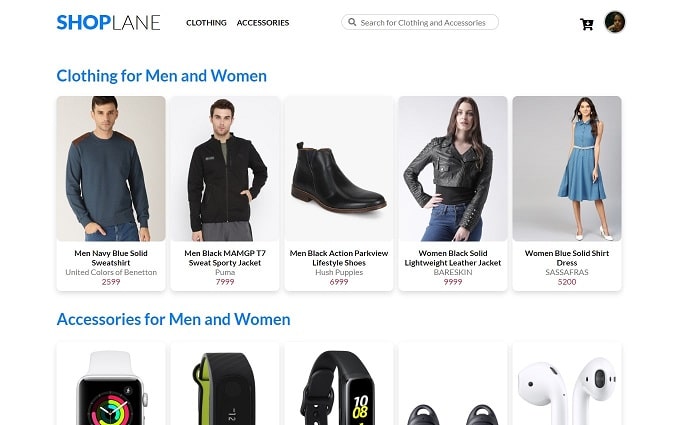 SHOPLANE
CLOTHING ACCESSORIES
Search for Clothing and Accessories
Clothing for Men and Women
Men Navy Blue Solid
Sweatshirt
United Colors of Benetton
2599
Men Black MAMGP T7
Sweat Sporty Jacket
Puma
7999
Men Black Action Parkview
Lifestyle Shoes
Hush Puppies
6999
Women Black Solid
Lightweight Leather Jacket
BARESKIN
9999
Women Blue Solid Shirt
Dress
SASSAFRAS
5200
Accessories for Men and Women
10
08